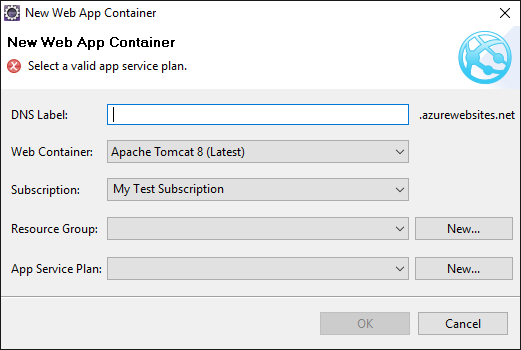 New Web App Container
New Web App Container
Select a valid app service plan.
DNS Label: .azurewebsites.net
Web Container: Apache Tomcat 8 (Latest)
Subscription: My Test Subscription
Resource Group: New...
App Service Plan: New...
OK Cancel